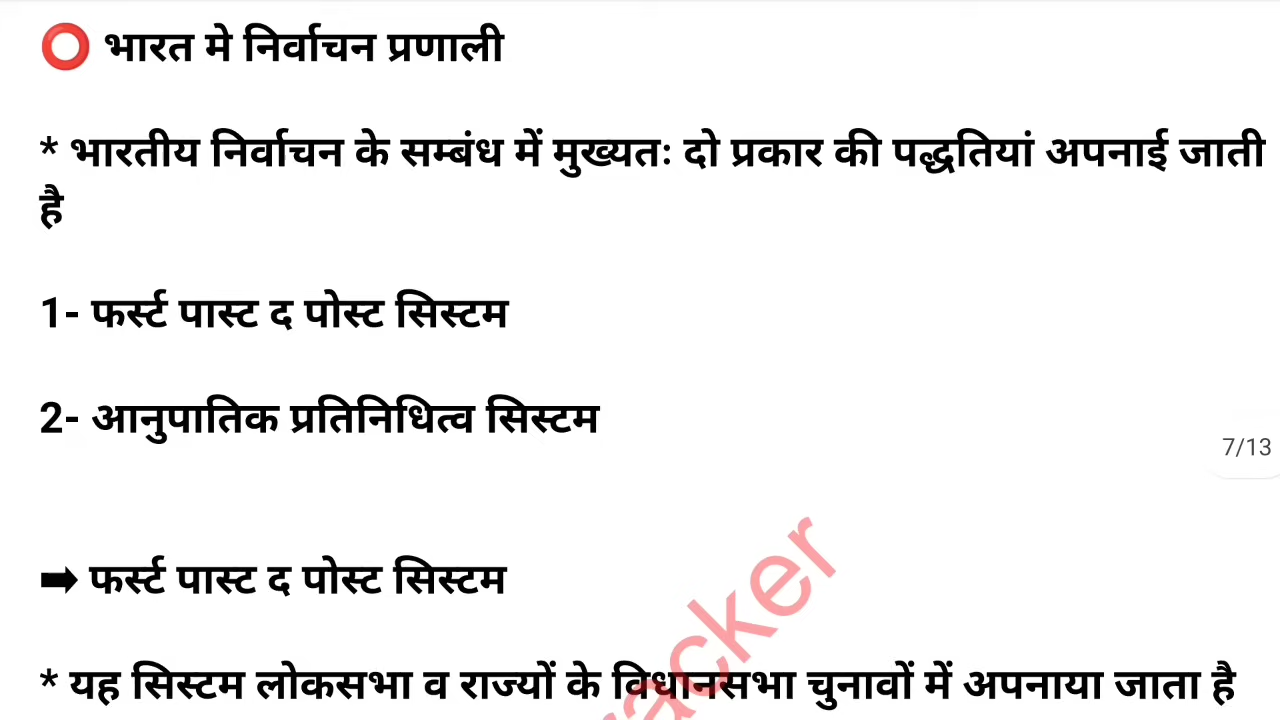 ⭕ भारत मे निर्वाचन प्रणाली
* भारतीय निर्वाचन के सम्बंध में मुख्यतः दो प्रकार की पद्धतियां अपनाई जाती
है
1- फर्स्ट पास्ट द पोस्ट सिस्टम
2- आनुपातिक प्रतिनिधित्व सिस्टम
7/13
➡ फर्स्ट पास्ट द पोस्ट सिस्टम
* यह सिस्टम लोकसभा व राज्यों के विधानसभा चुनावों में अपनाया जाता है